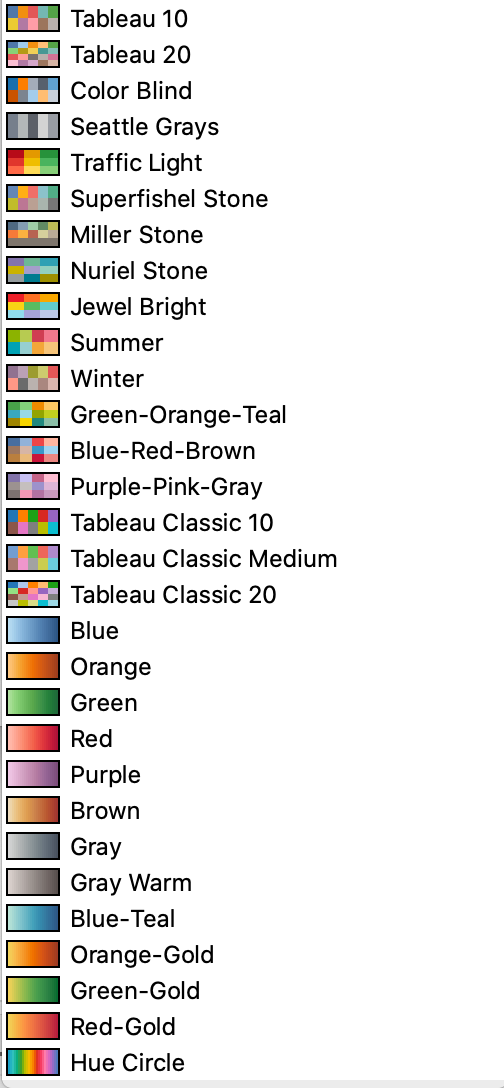 Tableau 10
Tableau 20
Color Blind
Seattle Grays
Traffic Light
Superfishel Stone
Miller Stone
Nuriel Stone
Jewel Bright
Summer
Winter
Green-Orange-Teal
Blue-Red-Brown
Purple-Pink-Gray
Tableau Classic 10
Tableau Classic Medium
Tableau Classic 20
Blue
Orange
Green
Red
Purple
Brown
Gray
Gray Warm
Blue-Teal
Orange-Gold
Green-Gold
Red-Gold
Hue Circle